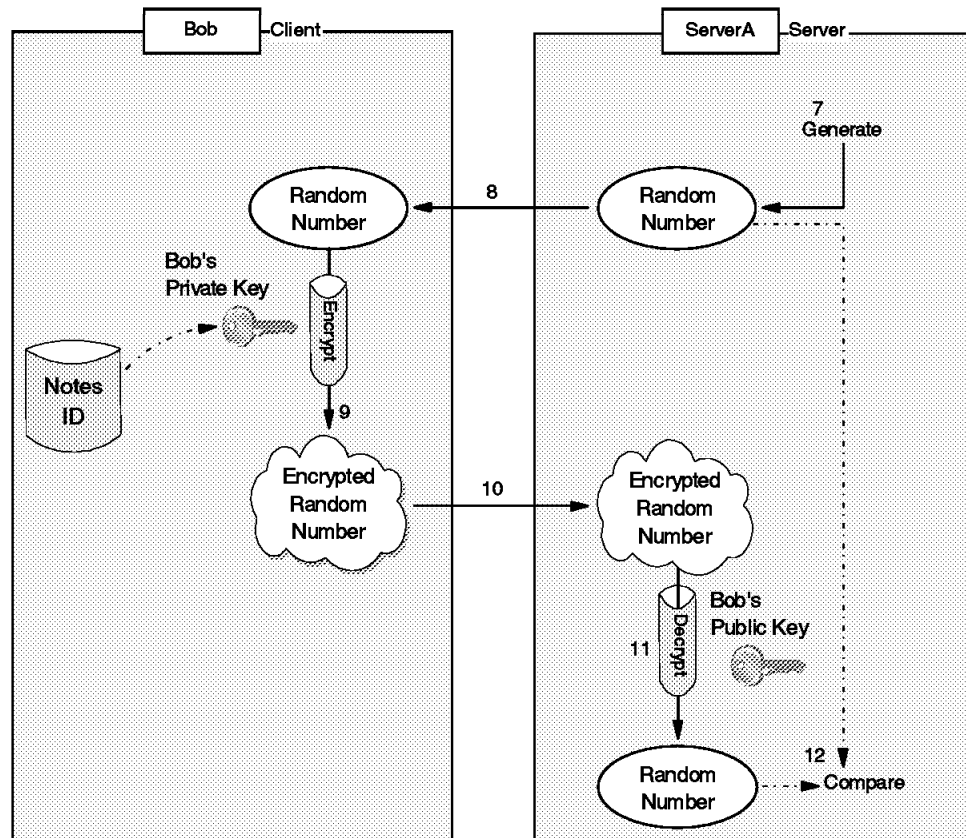 Bob
Client
ServerA
Server
7
Generate
Random
Number
8
Random
Number
Bob's
Private Key
Encrypt
Notes
ID
9
Encrypted
Random
Number
10
Encrypted
Random
Number
Bob's
Public Key
11
Decrypt
12
Compare
Random
Number